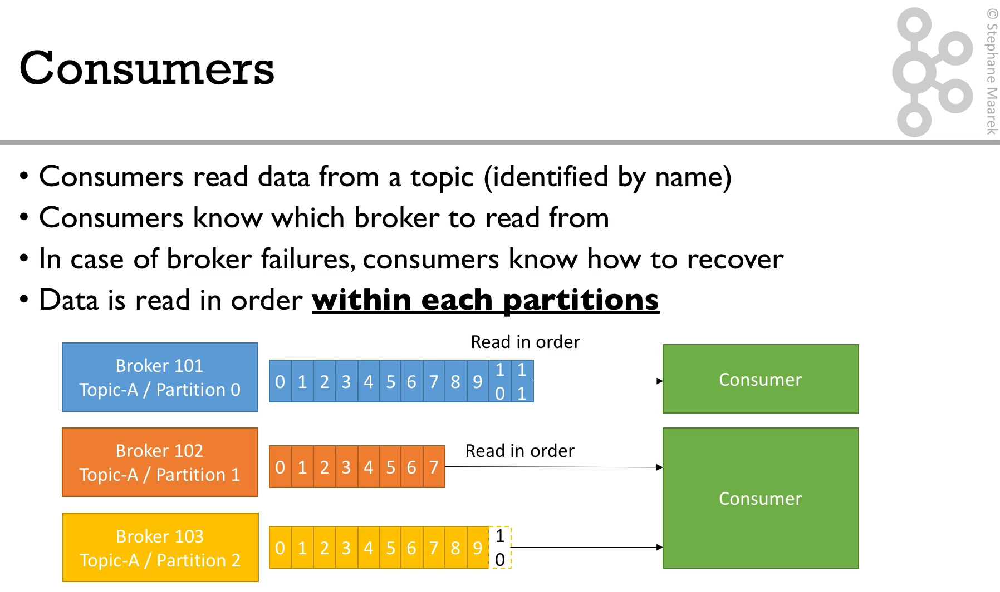 Consumers
© Stephane Maarek
• Consumers read data from a topic (identified by name)
• Consumers know which broker to read from
• In case of broker failures, consumers know how to recover
• Data is read in order within each partitions
Read in order
Broker 101
Topic-A / Partition 0
0 1 2 3 4 5 6 7 8 9 10 11
Consumer
Broker 102
Topic-A / Partition 1
0 1 2 3 4 5 6 7
Read in order
Consumer
Broker 103
Topic-A / Partition 2
0 1 2 3 4 5 6 7 8 9 10